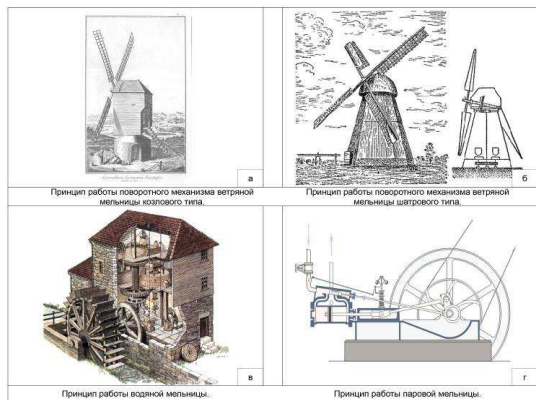 а
Принцип работы поворотного механизма ветряной
мельницы козлового типа.
б
Принцип работы поворотного механизма ветряной
мельницы шатрового типа.
в
Принцип работы водяной мельницы.
г
Принцип работы паровой мельницы.